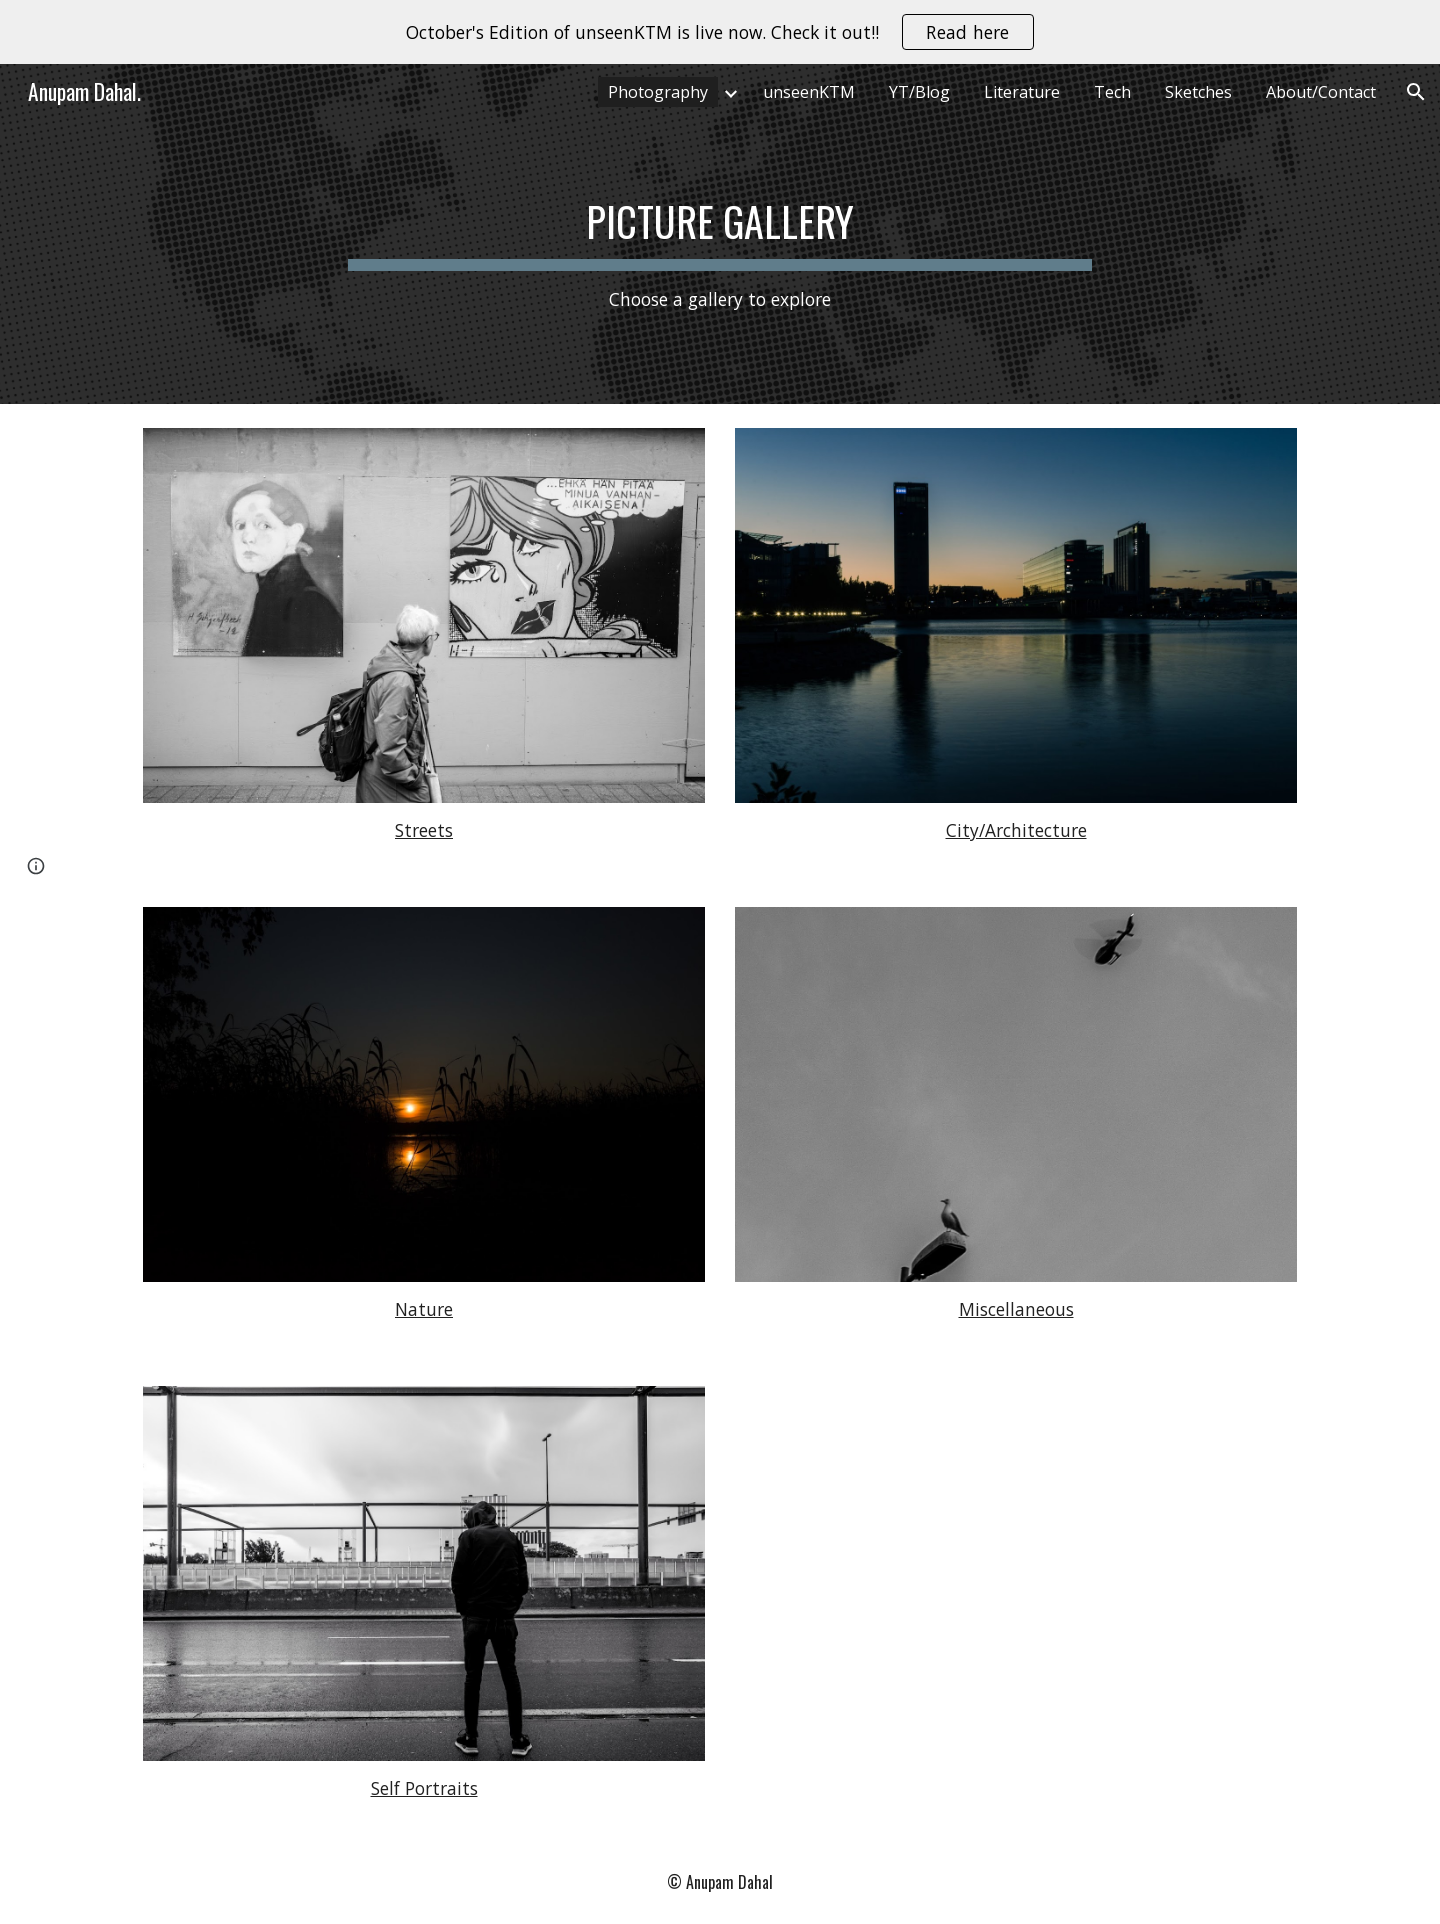 October's Edition of unseenKTM is live now. Check it out!!
Read here
Anupam Dahal.
Photography
unseenKTM
YT/Blog
Literature
Tech
Sketches
About/Contact
PICTURE GALLERY
Choose a gallery to explore
...EHKÄ HÄN PITÄÄ
MINUA VANHAN-
AIKAISENA!
Streets
City/Architecture
Nature
Miscellaneous
Self Portraits
© Anupam Dahal